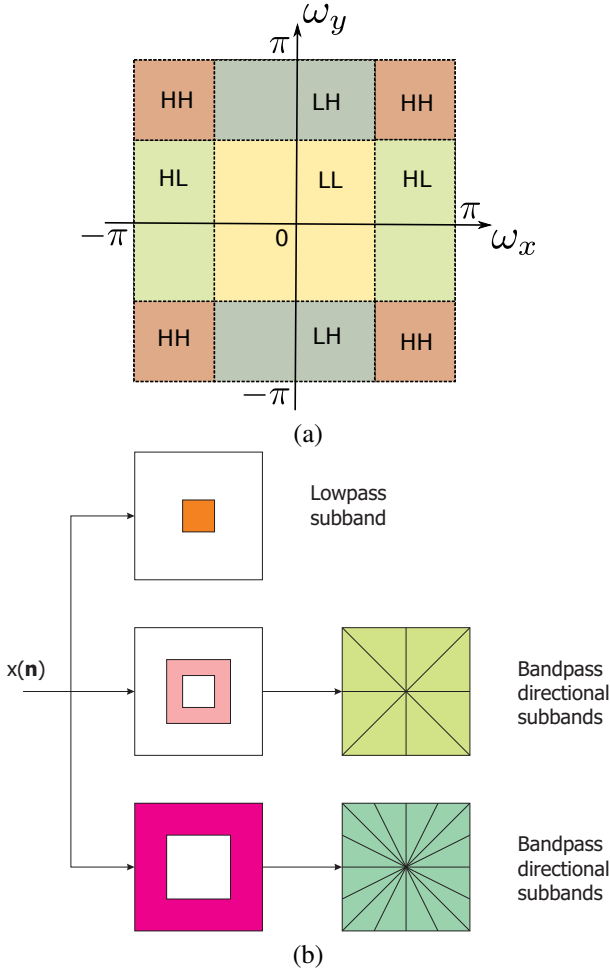 ω_y
π
HH LH HH
HL LL HL
−π 0 π ω_x
HH LH HH
−π
(a)
Lowpass
subband
x(n)
Bandpass
directional
subbands
Bandpass
directional
subbands
(b)